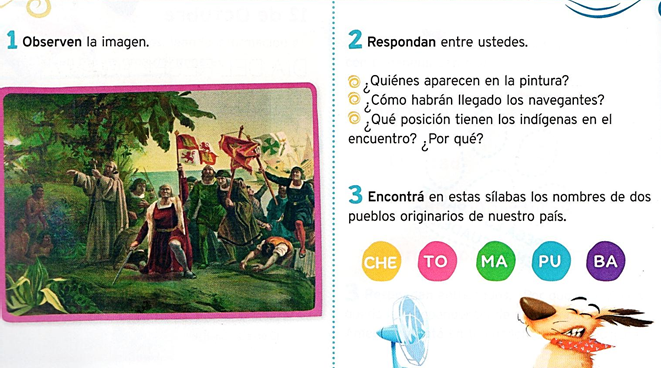 1 Observen la imagen.
2 Respondan entre ustedes.
¿Quiénes aparecen en la pintura?
¿Cómo habrán llegado los navegantes?
¿Qué posición tienen los indígenas en el
encuentro? ¿Por qué?
3 Encontrá en estas sílabas los nombres de dos
pueblos originarios de nuestro país.
CHE TO MA PU BA